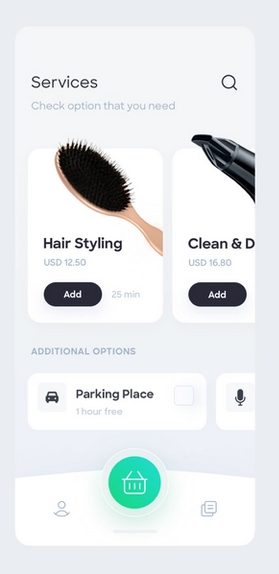 Services
Check option that you need
Hair Styling
USD 12.50
Add
25 min
Clean & D
USD 16.80
Add
ADDITIONAL OPTIONS
Parking Place
1 hour free